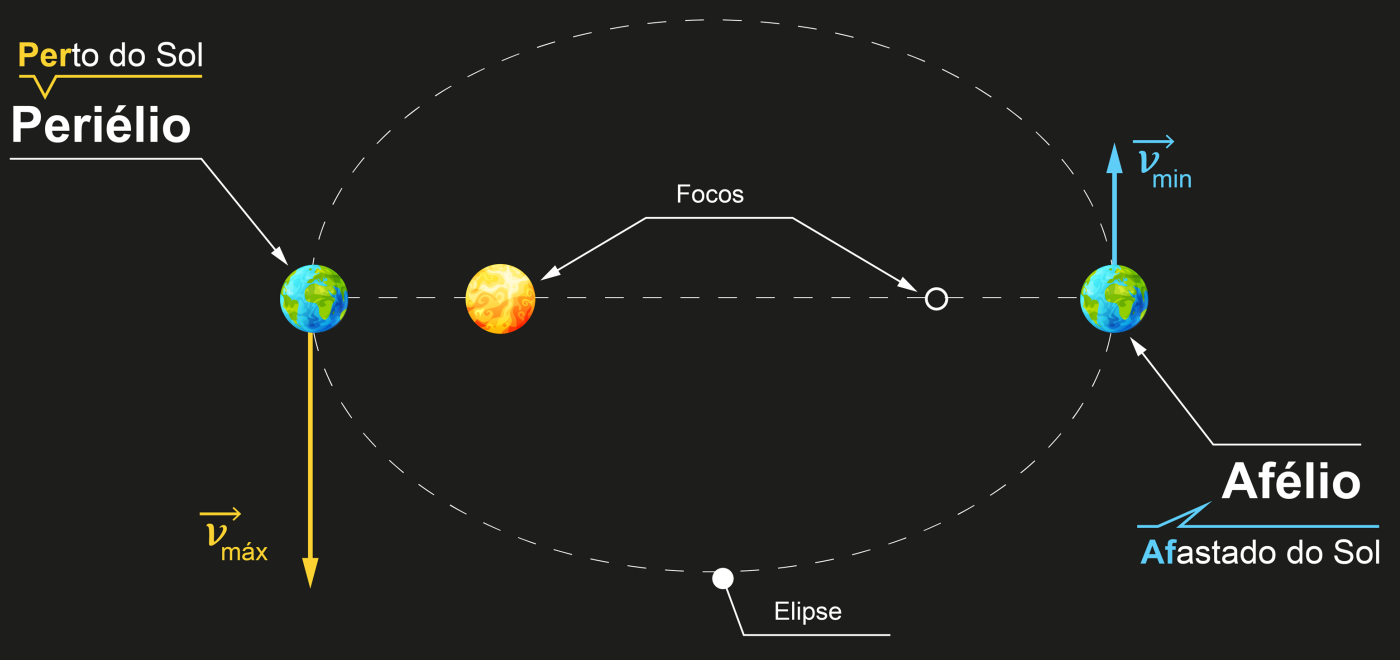 Perto do Sol
Periélio
Focos
v min
v máx
Afélio
Afastado do Sol
Elipse